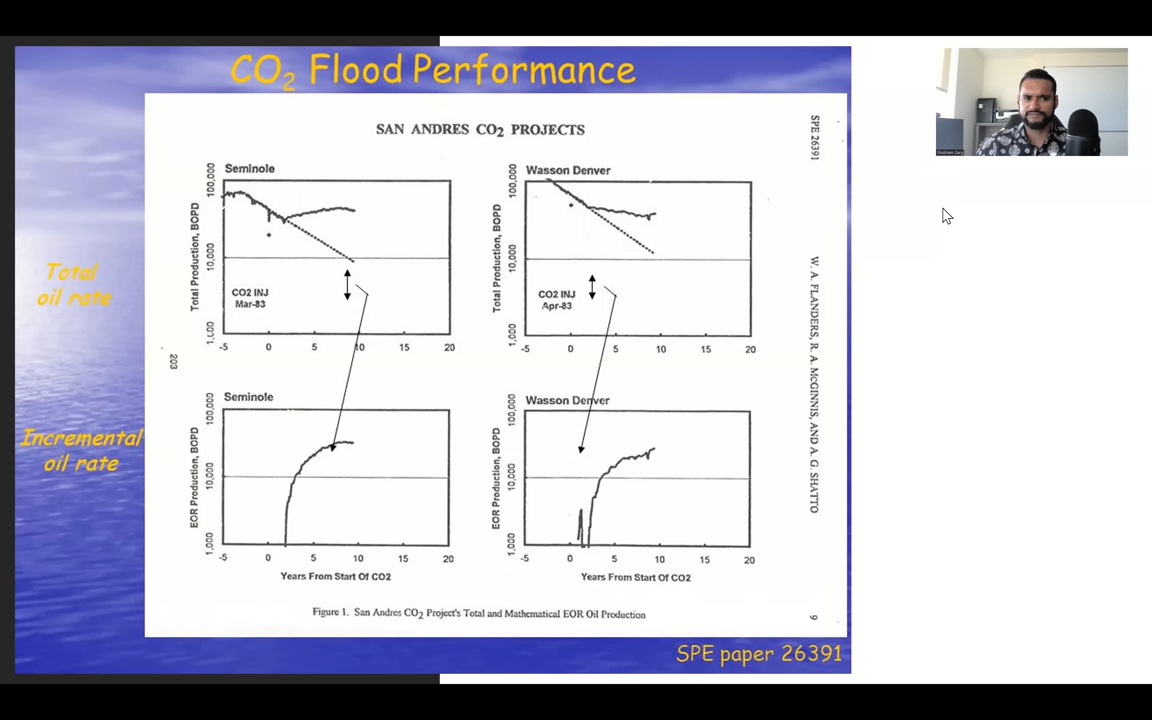 CO2 Flood Performance
SAN ANDRES CO2 PROJECTS
SPE 26391
Seminole
100,000
10,000
1,000
Total Production, BOPD
CO2 INJ
Mar-83
-5 0 5 10 15 20
Wasson Denver
100,000
10,000
1,000
Total Production, BOPD
CO2 INJ
Apr-83
-5 0 5 10 15 20
Total
oil rate
203
W. A. FLANDERS, R. A. McGINNIS, AND A. G. SHATTO
Seminole
100,000
10,000
1,000
EOR Production, BOPD
-5 0 5 10 15 20
Years From Start Of CO2
Wasson Denver
100,000
10,000
1,000
EOR Production, BOPD
-5 0 5 10 15 20
Years From Start Of CO2
Incremental
oil rate
Figure 1. San Andres CO2 Project's Total and Mathematical EOR Oil Production
9
SPE paper 26391